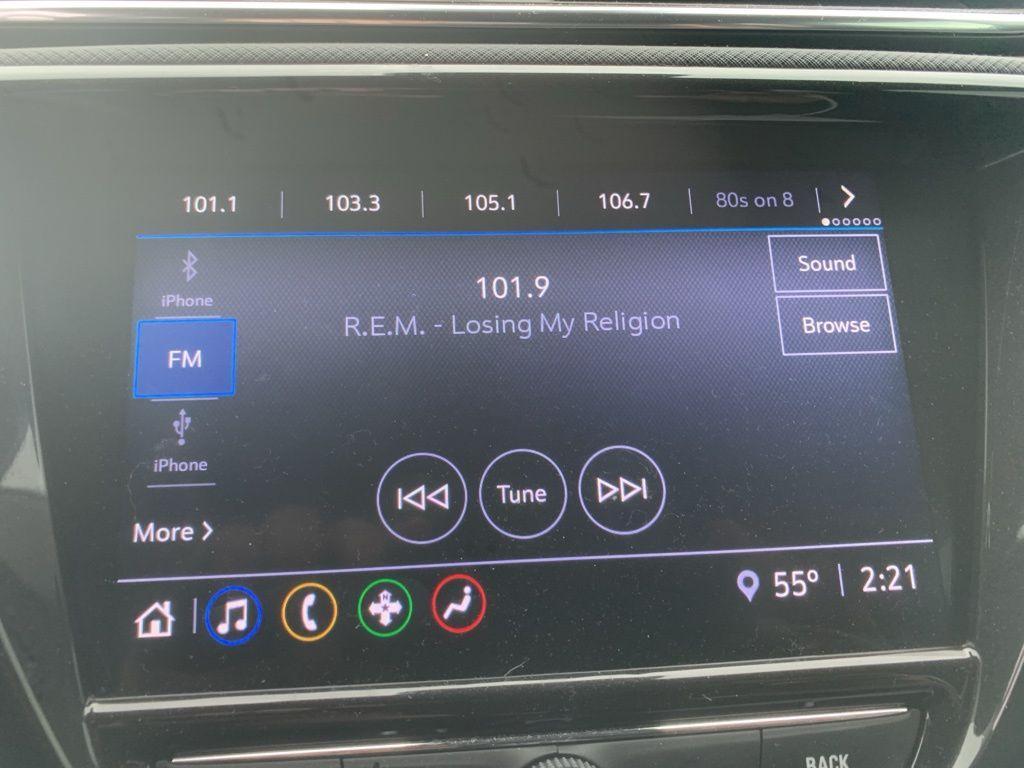 101.1 103.3 105.1 106.7 80s on 8
iPhone
FM
iPhone
More
101.9
R.E.M. - Losing My Religion
Sound
Browse
Tune
N
55° 2:21
BACK